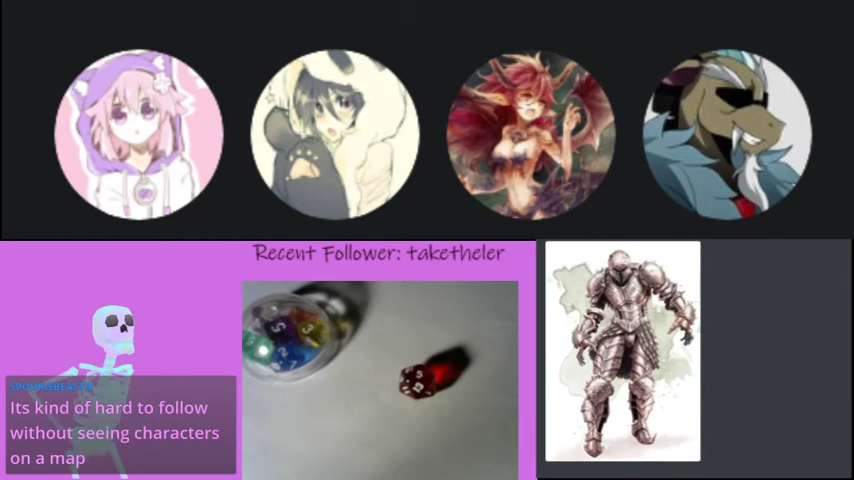 Recent Follower: taketheler
SPOOKIEBEASTIE
Its kind of hard to follow
without seeing characters
on a map